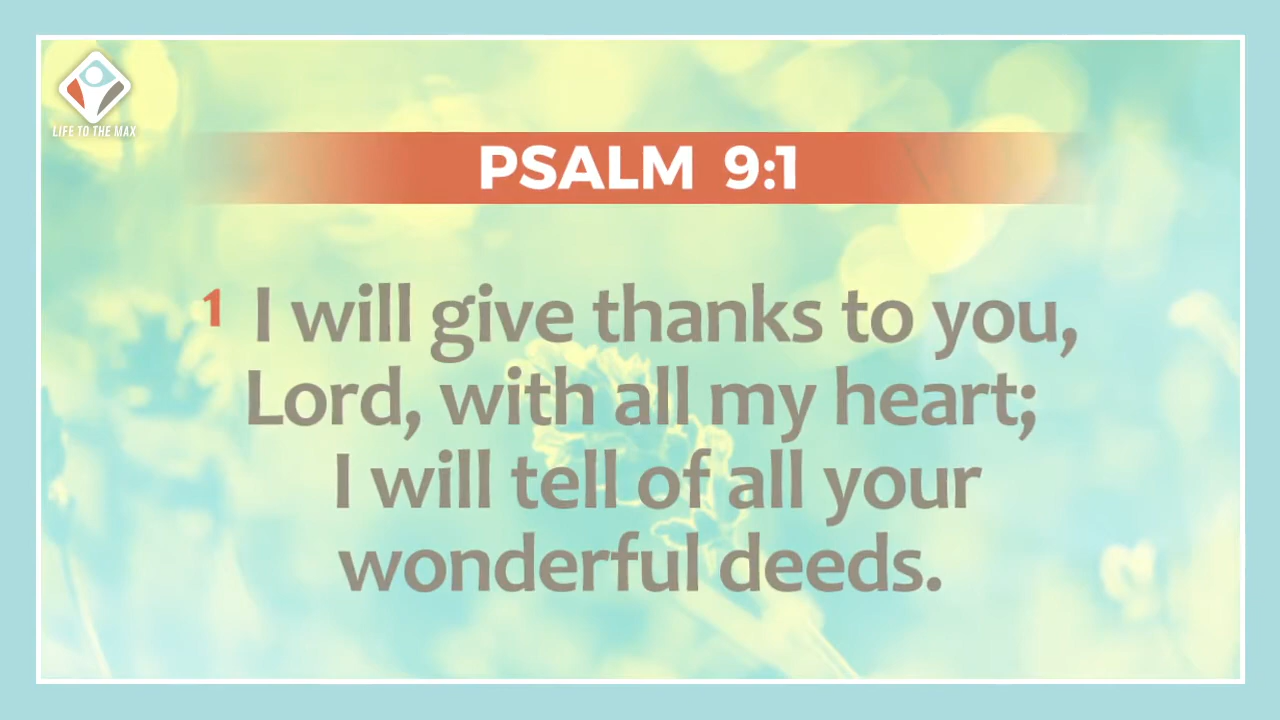 LIFE TO THE MAX
PSALM 9:1
1 I will give thanks to you,
Lord, with all my heart;
I will tell of all your
wonderful deeds.